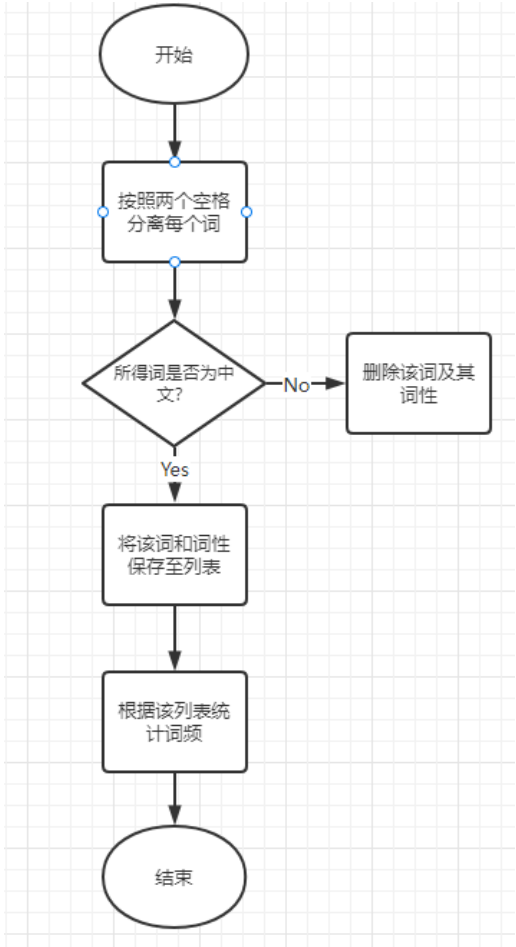 开始
按照两个空格
分离每个词
所得词是否为中
文？
No
删除该词及其
词性
Yes
将该词和词性
保存至列表
根据该列表统
计词频
结束